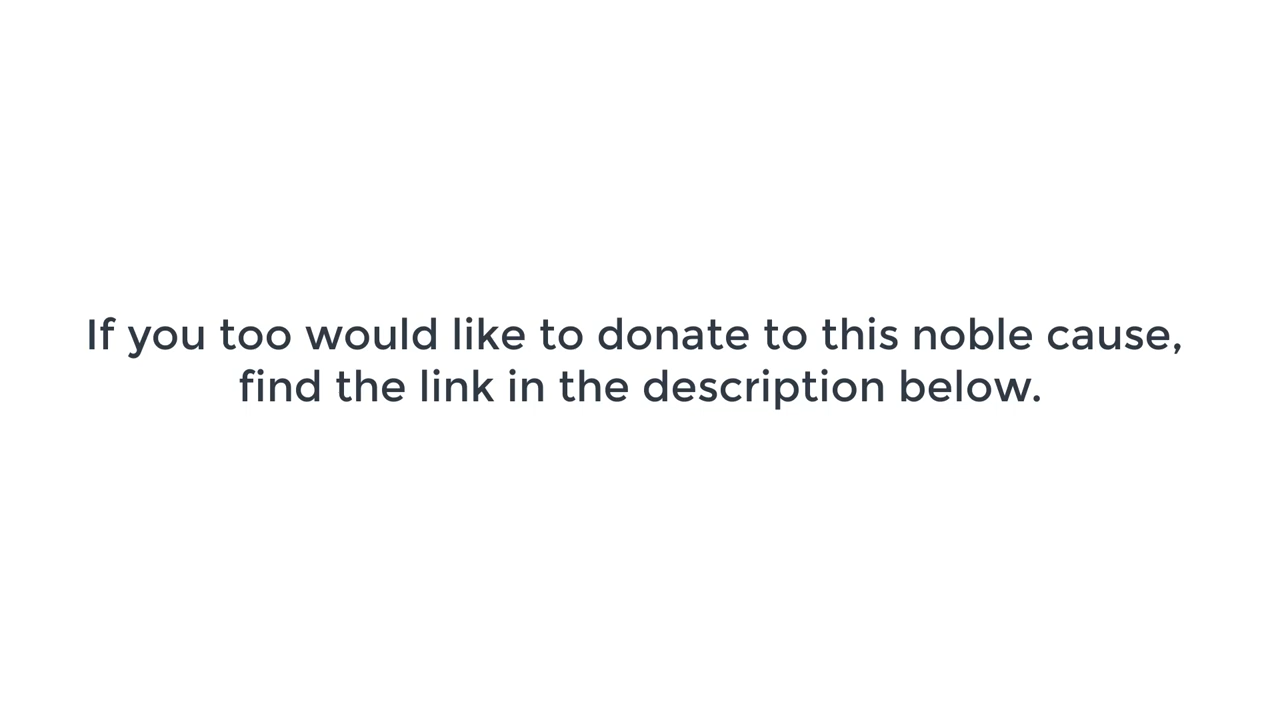 If you too would like to donate to this noble cause,
find the link in the description below.